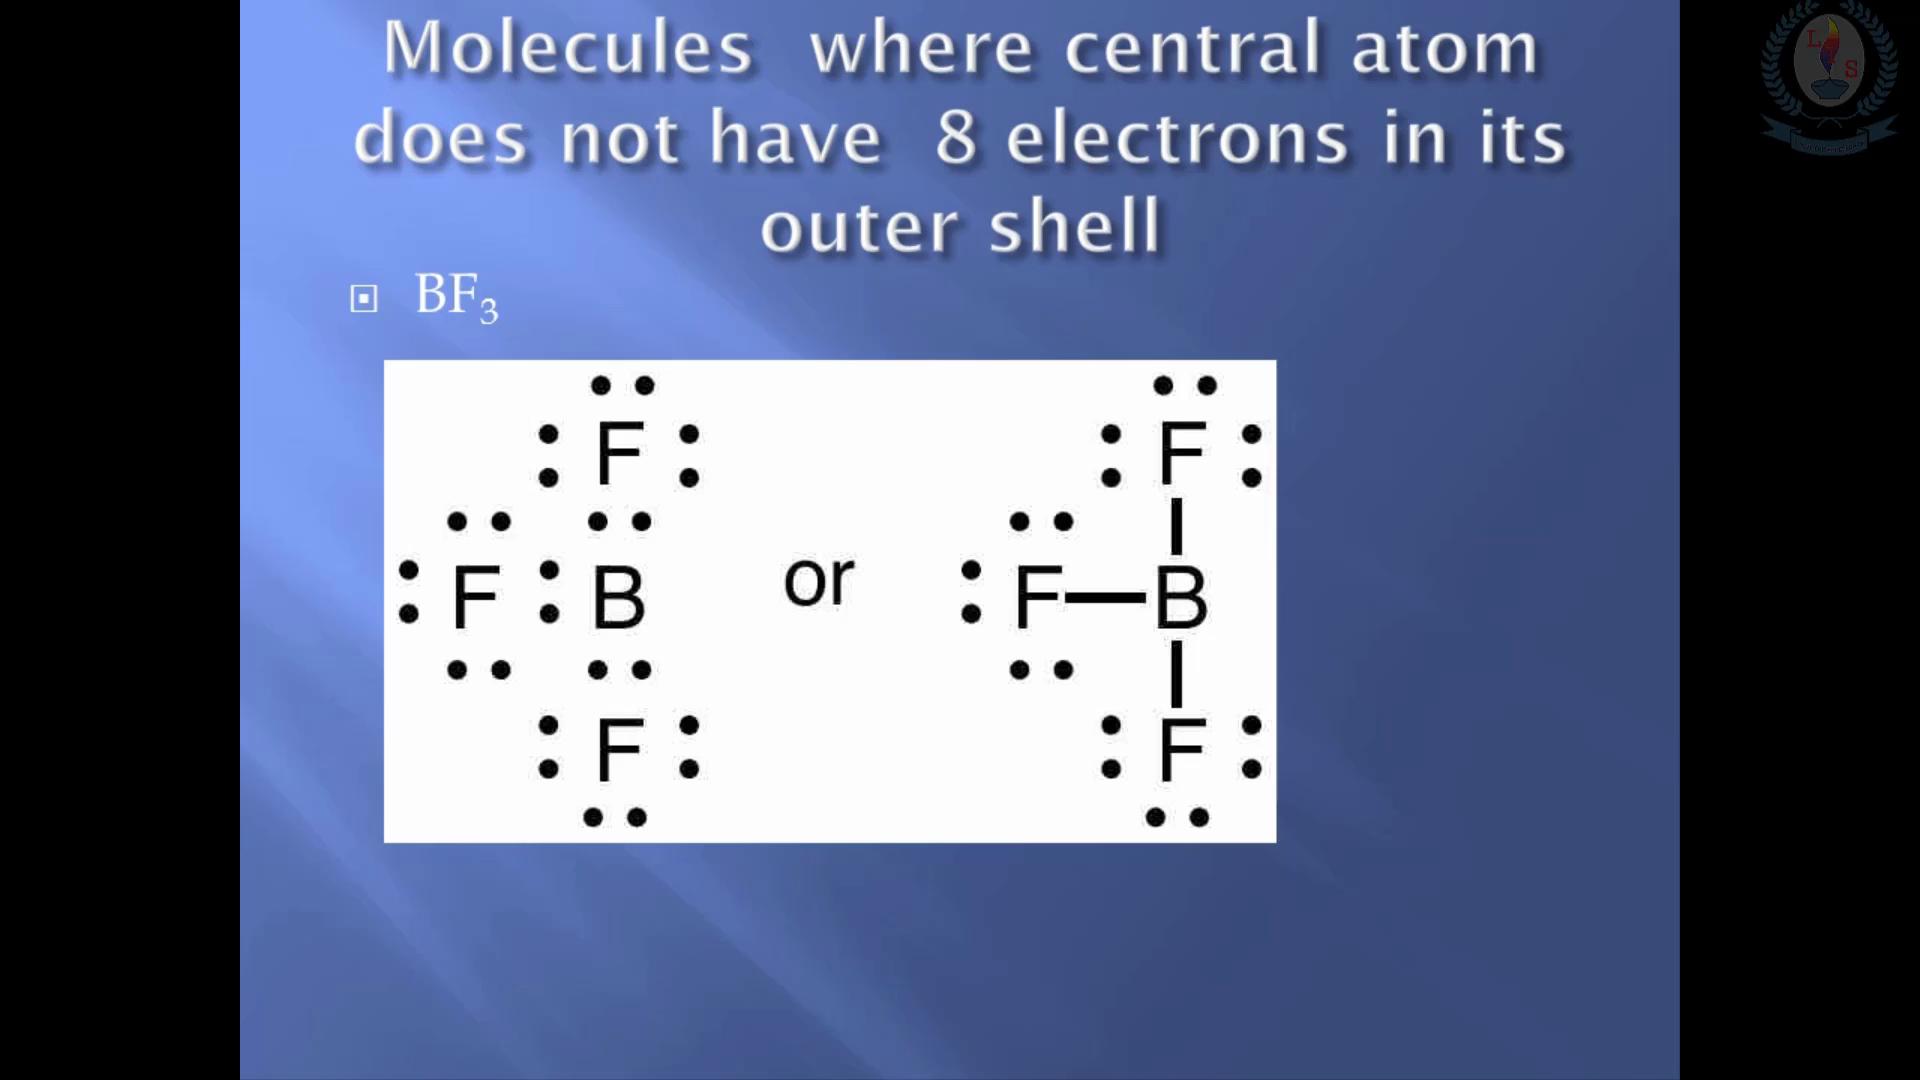 Molecules where central atom
does not have 8 electrons in its
outer shell
BF₃
F F
F B or F B
F F
L S